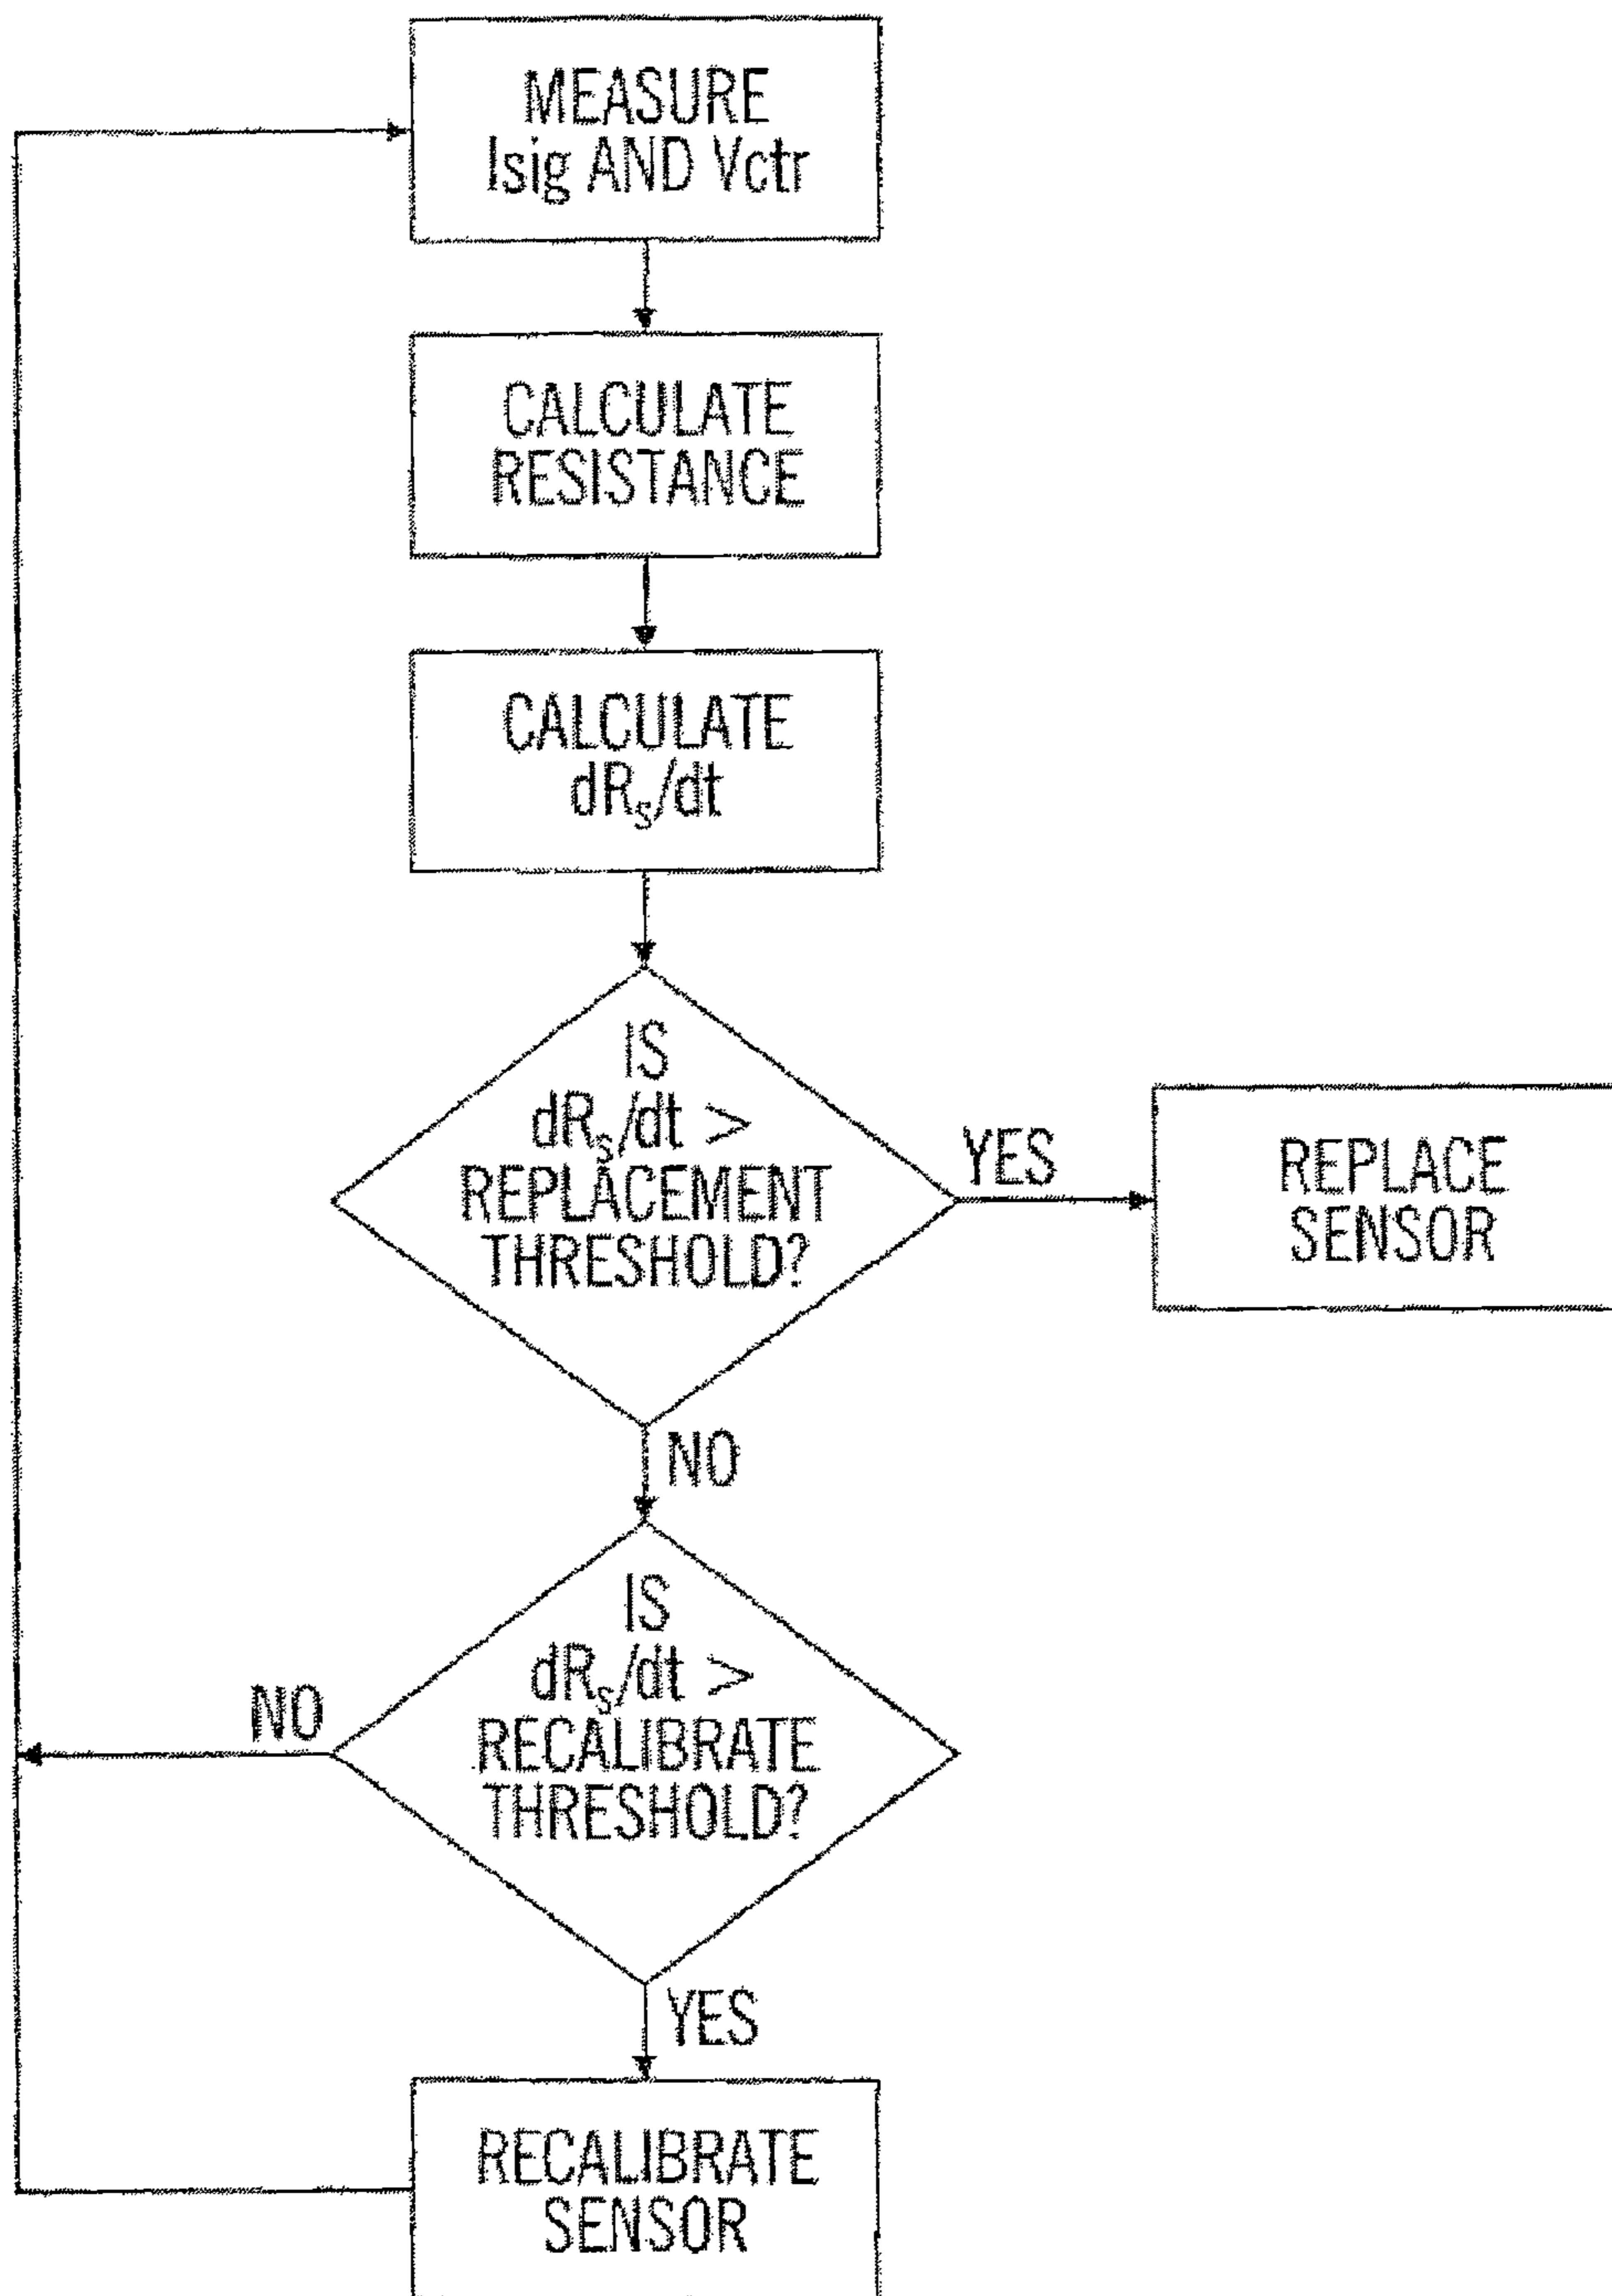 MEASURE
Isig AND Vctr
CALCULATE
RESISTANCE
CALCULATE
dRs/dt
IS
dRs/dt >
REPLACEMENT
THRESHOLD?
YES
REPLACE
SENSOR
NO
IS
dRs/dt >
RECALIBRATE
THRESHOLD?
NO
YES
RECALIBRATE
SENSOR